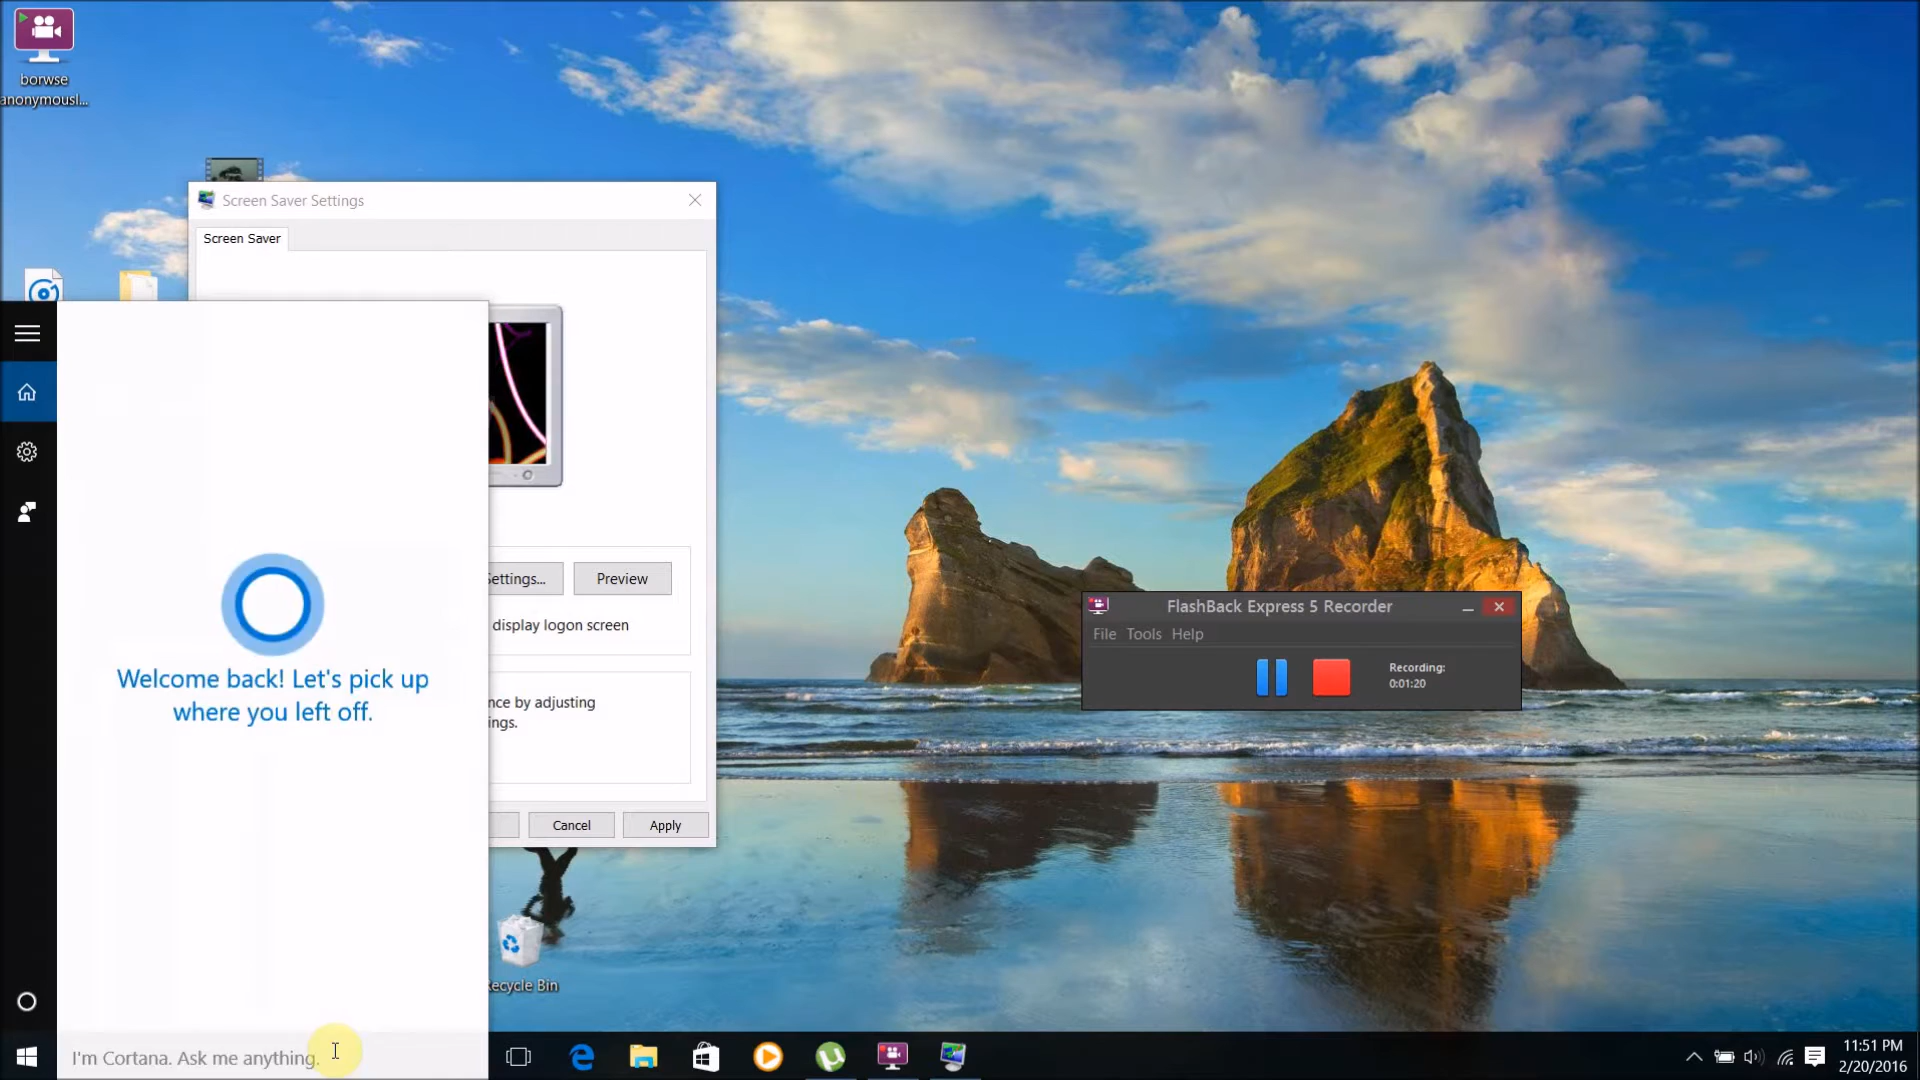 borwse
anonymousl...
Screen Saver Settings
Screen Saver
Settings...
Preview
display logon screen
nce by adjusting
ings.
Cancel
Apply
Welcome back! Let's pick up
where you left off.
FlashBack Express 5 Recorder
File Tools Help
Recording:
0:01:20
Recycle Bin
I'm Cortana. Ask me anything.
11:51 PM
2/20/2016